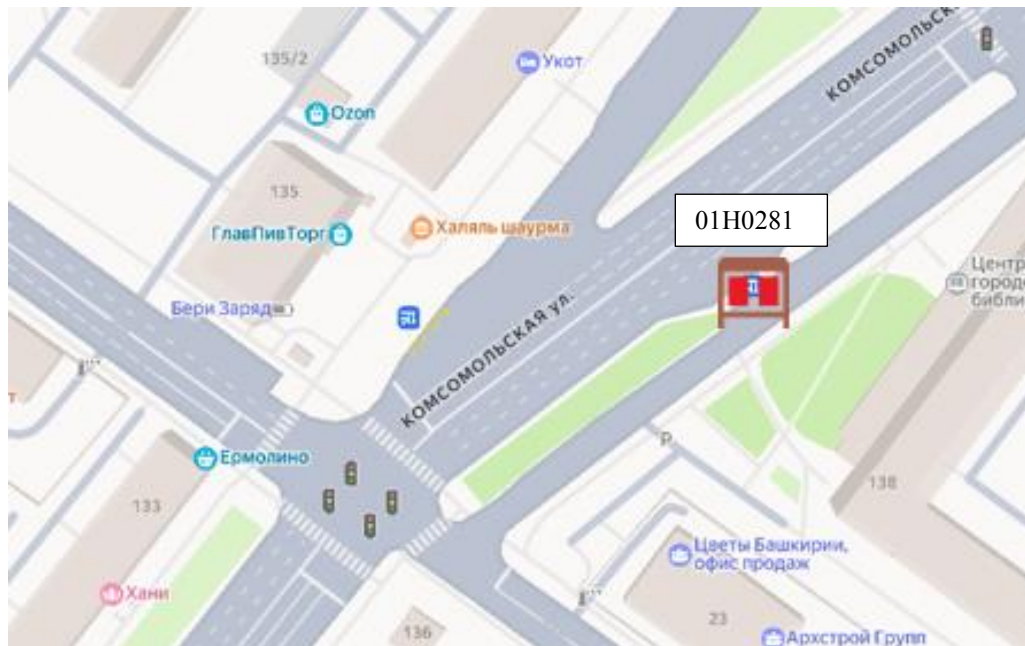 КОМСОМОЛЬСКА
135/2
Укот
Ozon
135
01Н0281
ГлавПивТорг
Халяль шаурма
Центр
городс
библи
Бери Заряд
КОМСОМОЛЬСКАЯ ул.
т
P
Ермолино
138
133
Цветы Башкирии,
офис продаж
Хани
23
136
Архстрой Групп